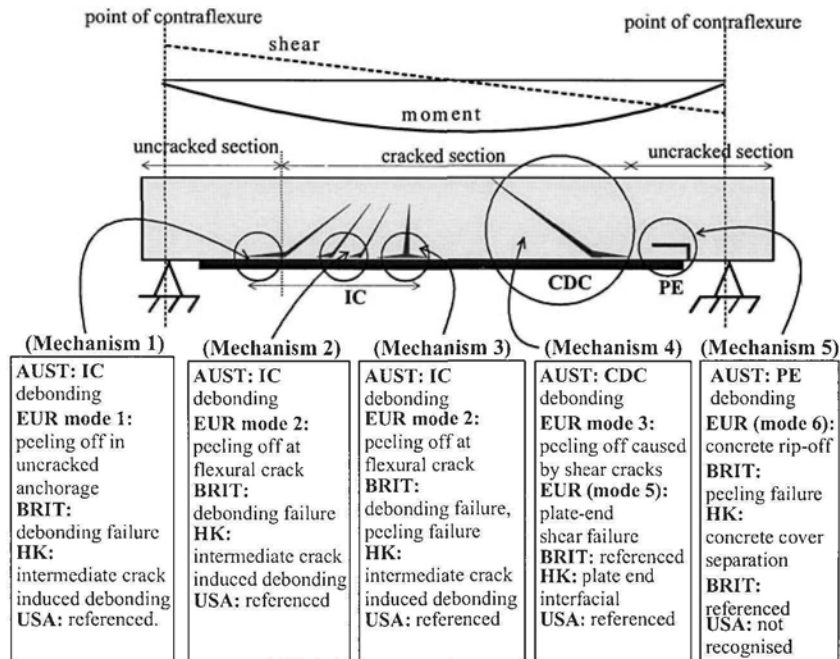 point of contraflexure
point of contraflexure
shear
moment
uncracked section
cracked section
uncracked section
IC
CDC
PE
(Mechanism 1)
AUST: IC
debonding
EUR mode 1:
peeling off in
uncracked
anchorage
BRIT:
debonding failure
HK:
intermediate crack
induced debonding
USA: referenced.
(Mechanism 2)
AUST: IC
debonding
EUR mode 2:
peeling off at
flexural crack
BRIT:
debonding failure
HK:
intermediate crack
induced debonding
USA: referenced
(Mechanism 3)
AUST: IC
debonding
EUR mode 2:
peeling off at
flexural crack
BRIT:
debonding failure,
peeling failure
HK:
intermediate crack
induced debonding
USA: referenced
(Mechanism 4)
AUST: CDC
debonding
EUR mode 3:
peeling off caused
by shear cracks
EUR (mode 5):
plate-end
shear failure
BRIT: referenced
HK: plate end
interfacial
USA: referenced
(Mechanism 5)
AUST: PE
debonding
EUR (mode 6):
concrete rip-off
BRIT:
peeling failure
HK:
concrete cover
separation
BRIT:
referenced
USA: not
recognised